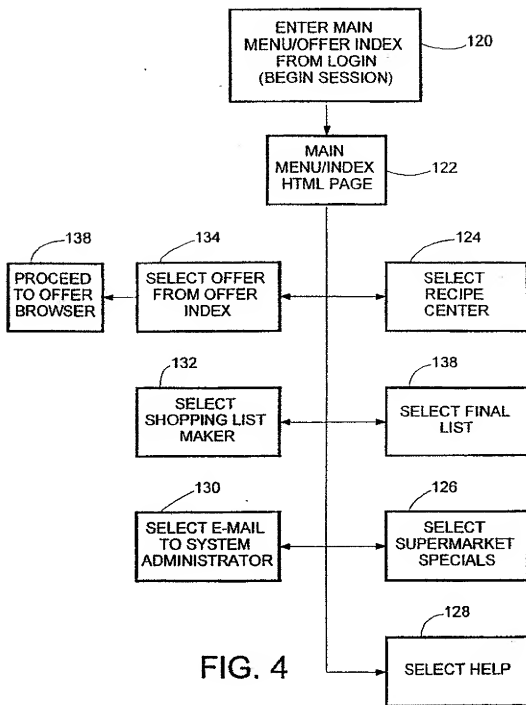 ENTER MAIN
MENU/OFFER INDEX
FROM LOGIN
(BEGIN SESSION)
120
MAIN
MENU/INDEX
HTML PAGE
122
138
PROCEED
TO OFFER
BROWSER
134
SELECT OFFER
FROM OFFER
INDEX
124
SELECT
RECIPE
CENTER
132
SELECT
SHOPPING LIST
MAKER
138
SELECT FINAL
LIST
130
SELECT E-MAIL
TO SYSTEM
ADMINISTRATOR
126
SELECT
SUPERMARKET
SPECIALS
128
SELECT HELP
FIG. 4